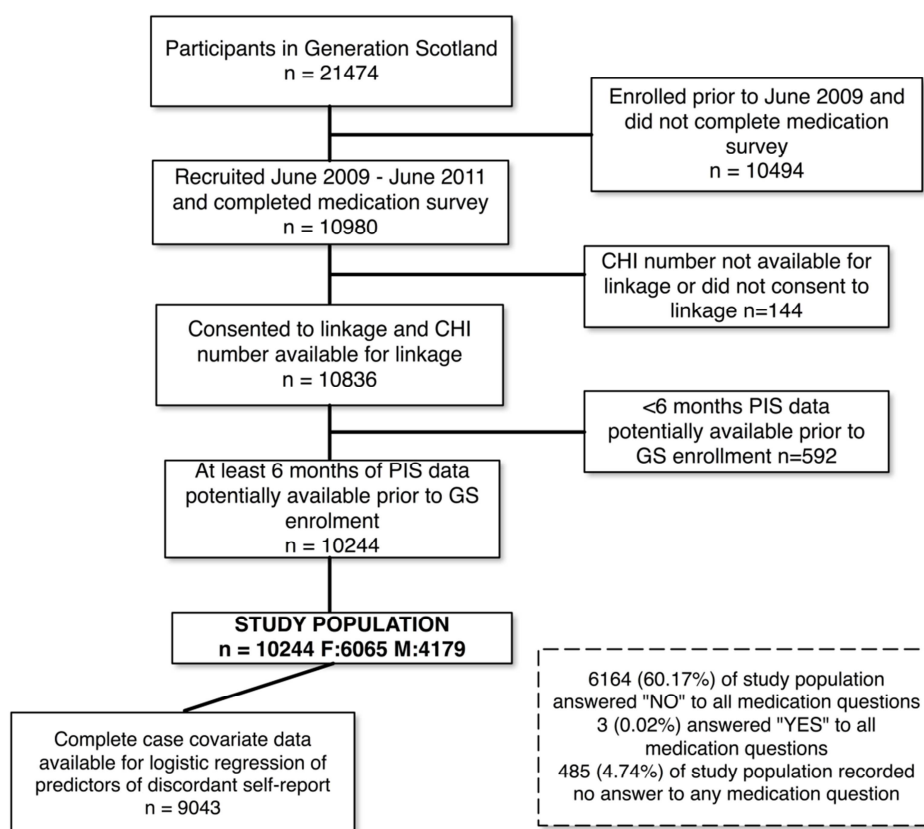 Participants in Generation Scotland
n = 21474
Enrolled prior to June 2009 and
did not complete medication
survey
n = 10494
Recruited June 2009 - June 2011
and completed medication survey
n = 10980
CHI number not available for
linkage or did not consent to
linkage n=144
Consented to linkage and CHI
number available for linkage
n = 10836
<6 months PIS data
potentially available prior to
GS enrollment n=592
At least 6 months of PIS data
potentially available prior to GS
enrolment
n = 10244
STUDY POPULATION
n = 10244 F:6065 M:4179
6164 (60.17%) of study population
answered "NO" to all medication questions
3 (0.02%) answered "YES" to all
medication questions
485 (4.74%) of study population recorded
no answer to any medication question
Complete case covariate data
available for logistic regression of
predictors of discordant self-report
n = 9043